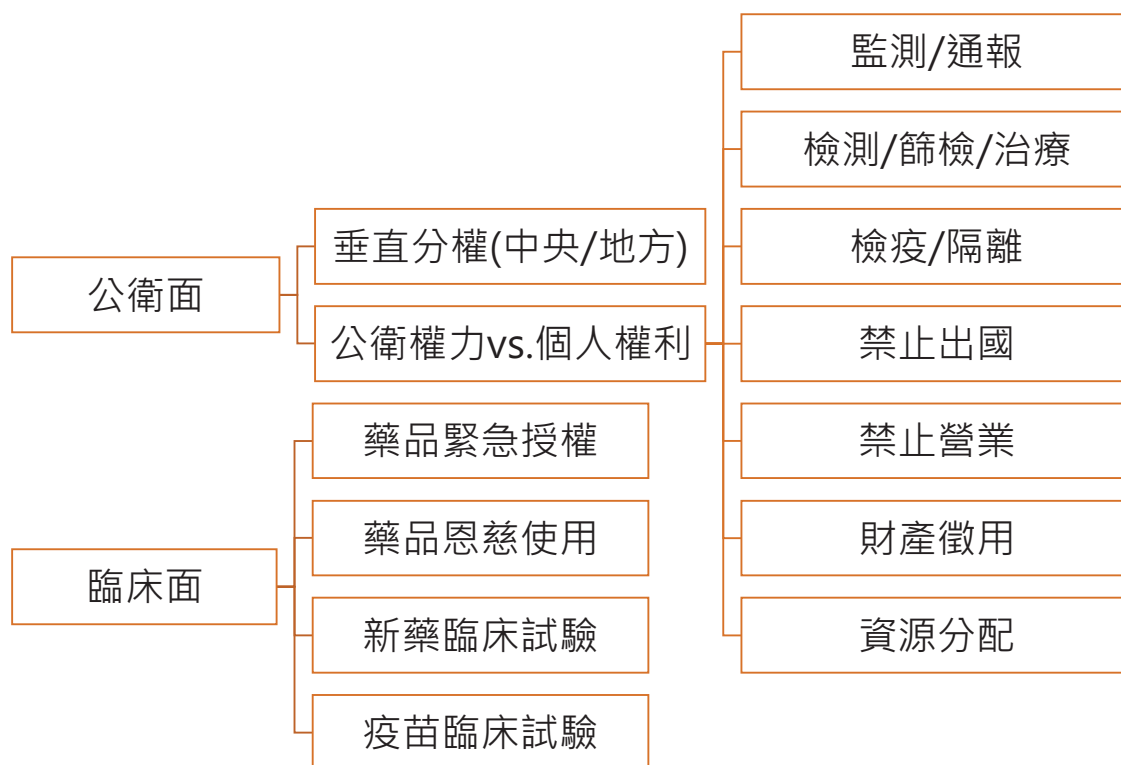 公衛面
垂直分權(中央/地方)
公衛權力vs.個人權利
監測/通報
檢測/篩檢/治療
檢疫/隔離
禁止出國
禁止營業
財產徵用
資源分配
臨床面
藥品緊急授權
藥品恩慈使用
新藥臨床試驗
疫苗臨床試驗